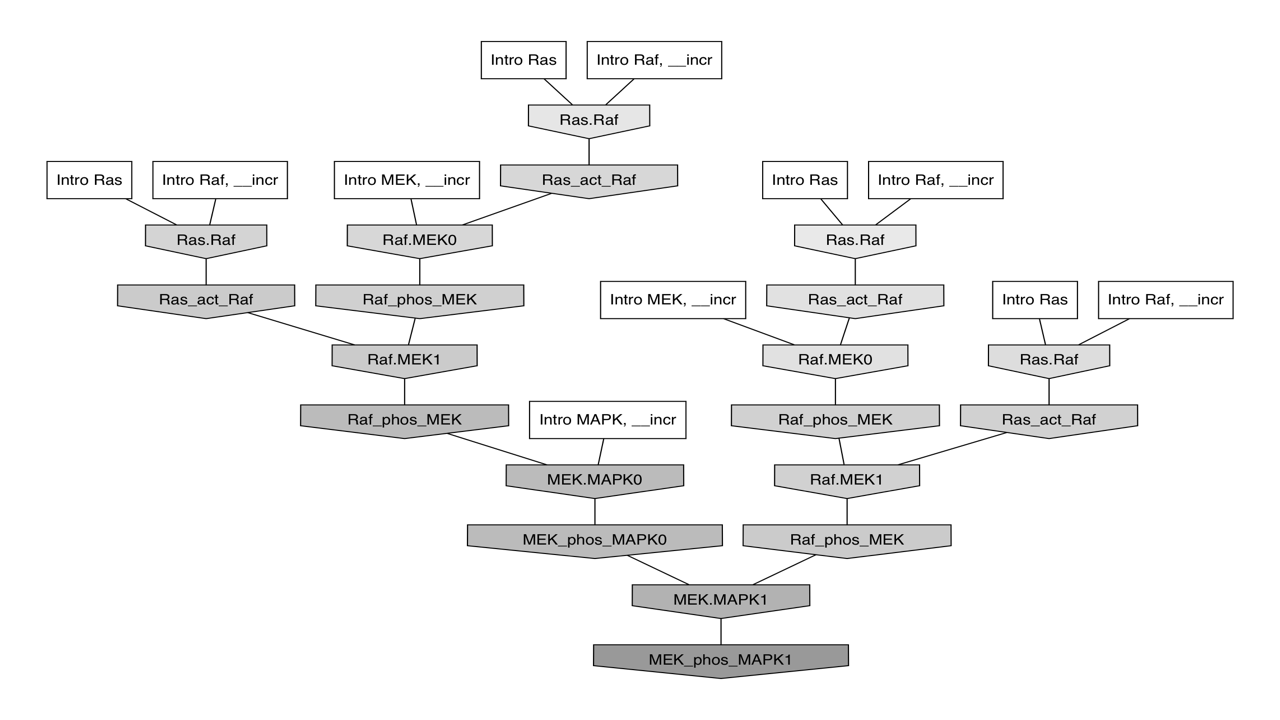 Intro Ras
Intro Raf, __incr
Ras.Raf
Intro Ras
Intro Raf, __incr
Intro MEK, __incr
Ras_act_Raf
Intro Ras
Intro Raf, __incr
Ras.Raf
Raf.MEK0
Ras.Raf
Ras_act_Raf
Raf_phos_MEK
Intro MEK, __incr
Ras_act_Raf
Intro Ras
Intro Raf, __incr
Raf.MEK1
Raf.MEK0
Ras.Raf
Raf_phos_MEK
Intro MAPK, __incr
Raf_phos_MEK
Ras_act_Raf
MEK.MAPK0
Raf.MEK1
MEK_phos_MAPK0
Raf_phos_MEK
MEK.MAPK1
MEK_phos_MAPK1